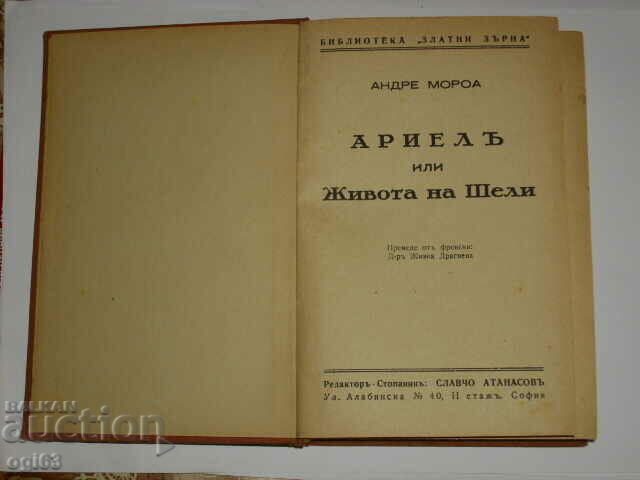 БИБЛИОТЕКА „ЗЛАТНИ ЗЪРНА“
АНДРЕ МОРОА
АРИЕЛЪ
ИЛИ
Живота на Шели
Преведе отъ френски:
Д-ръ Живка Драгнева
Редакторъ-Стопанинъ: СЛАВЧО АТАНАСОВЪ
Ул. Алабинска № 40, II етажъ. София
BALKAN
auction
opi63